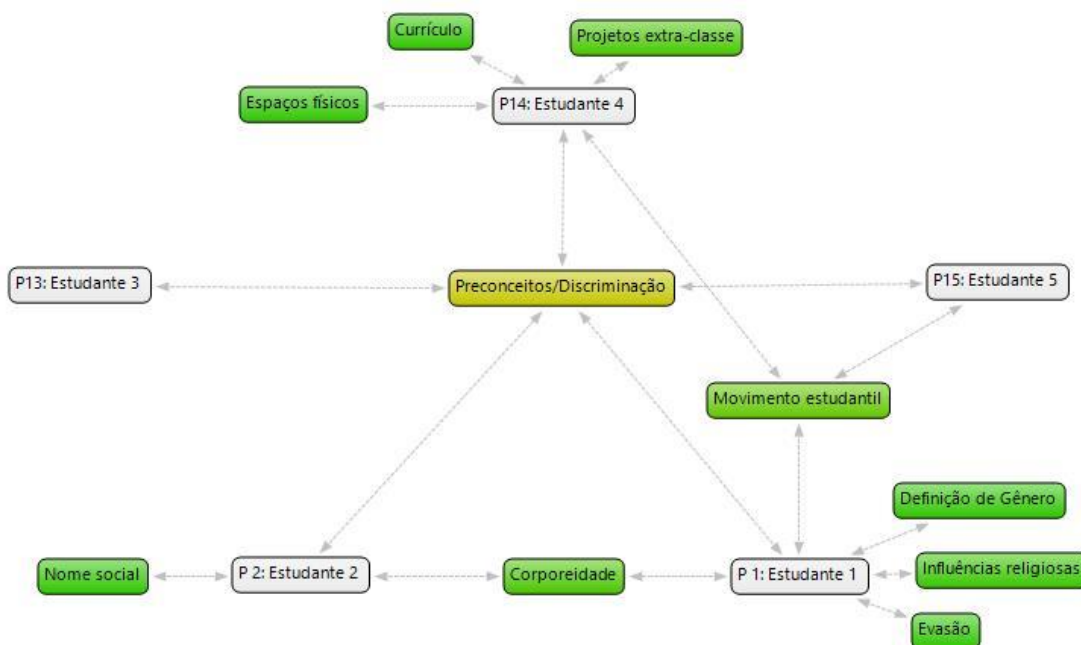 Currículo
Projetos extra-classe
Espaços físicos
P14: Estudante 4
P13: Estudante 3
Preconceitos/Discriminação
P15: Estudante 5
Movimento estudantil
Definição de Gênero
Nome social
P 2: Estudante 2
Corporeidade
P 1: Estudante 1
Influências religiosas
Evasão